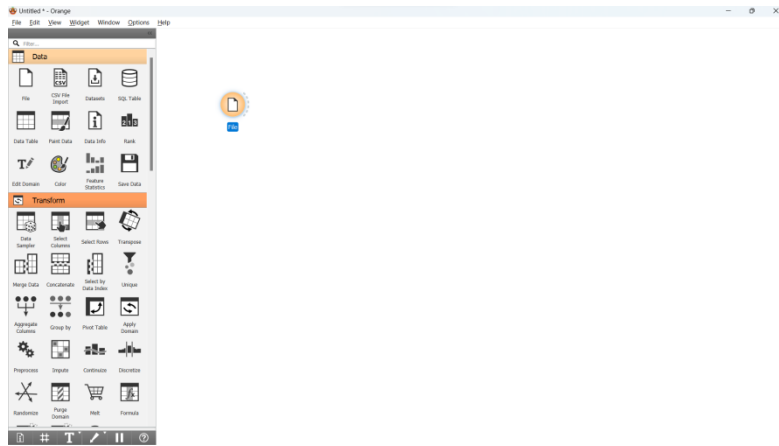 Untitled * - Orange
File Edit View Widget Window Options Help
Filter...
Data
File
CSV File Import
Datasets
SQL Table
File
Data Table
Paint Data
Data Info
Rank
Edit Domain
Color
Feature Statistics
Save Data
Transform
Data Sampler
Select Columns
Select Rows
Transpose
Merge Data
Concatenate
Select by Data Index
Unique
Aggregate Columns
Group by
Pivot Table
Apply Domain
Preprocess
Impute
Continuize
Discretize
Randomize
Purge Domain
Melt
Formula